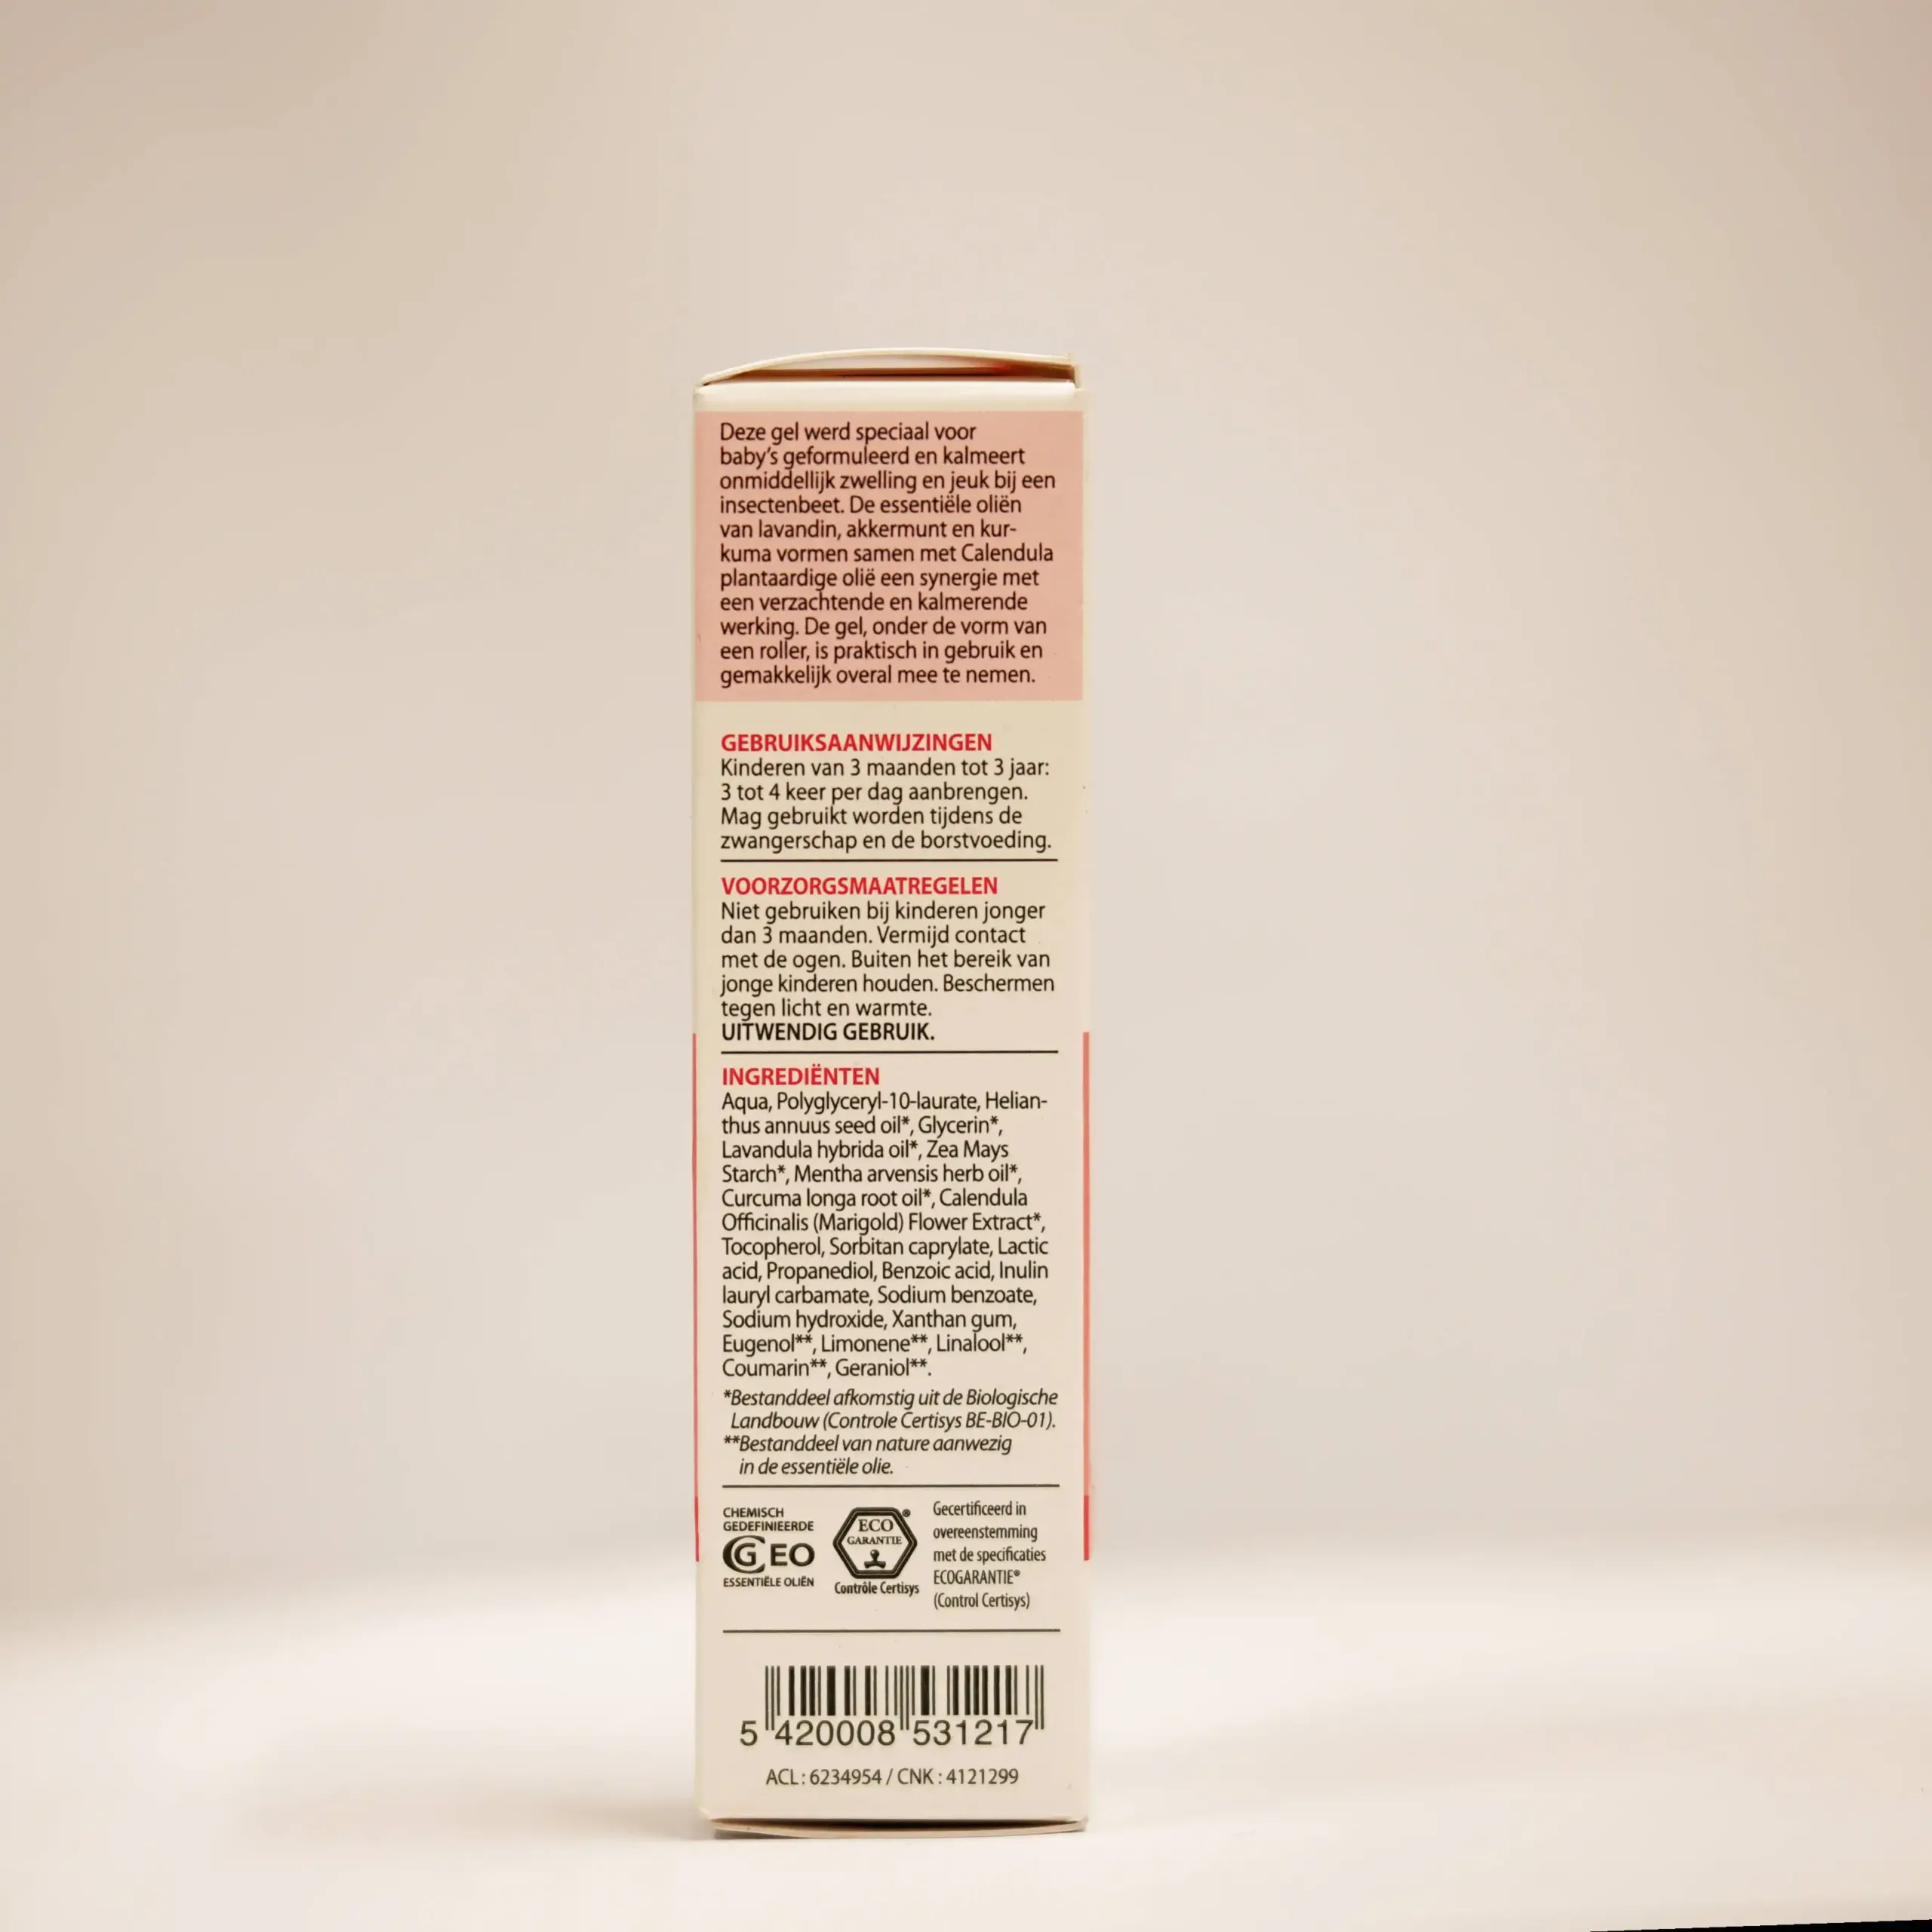 Deze gel werd speciaal voor
baby's geformuleerd en kalmeert
onmiddellijk zwelling en jeuk bij een
insectenbeet. De essentiële oliën
van lavandin, akkermunt en kur-
kuma vormen samen met Calendula
plantaardige olië een synergie met
een verzachtende en kalmerende
werking. De gel, onder de vorm van
een roller, is praktisch in gebruik en
gemakkelijk overal mee te nemen.
GEBRUIKSAANWIJZINGEN
Kinderen van 3 maanden tot 3 jaar:
3 tot 4 keer per dag aanbrengen.
Mag gebruikt worden tijdens de
zwangerschap en de borstvoeding.
VOORZORGSMAATREGELEN
Niet gebruiken bij kinderen jonger
dan 3 maanden. Vermijd contact
met de ogen. Buiten het bereik van
jonge kinderen houden. Beschermen
tegen licht en warmte.
UITWENDIG GEBRUIK.
INGREDIËNTEN
Aqua, Polyglyceryl-10-laurate, Helian-
thus annuus seed oil*, Glycerin*,
Lavandula hybrida oil*, Zea Mays
Starch*, Mentha arvensis herb oil*,
Curcuma longa root oil*, Calendula
Officinalis (Marigold) Flower Extract*,
Tocopherol, Sorbitan caprylate, Lactic
acid, Propanediol, Benzoic acid, Inulin
lauryl carbamate, Sodium benzoate,
Sodium hydroxide, Xanthan gum,
Eugenol**, Limonene**, Linalool**,
Coumarin**, Geraniol**.
*Bestanddeel afkomstig uit de Biologische
Landbouw (Controle Certisys BE-BIO-01).
**Bestanddeel van nature aanwezig
in de essentiële olie.
CHEMISCH
GEDEFINIEERDE
CG EO
ESSENTIËLE OLIËN
ECO ®
GARANTIE
Contrôle Certisys
Gecertificeerd in
overeenstemming
met de specificaties
ECOGARANTIE®
(Control Certisys)
5 420008 531217
ACL : 6234954 / CNK : 4121299